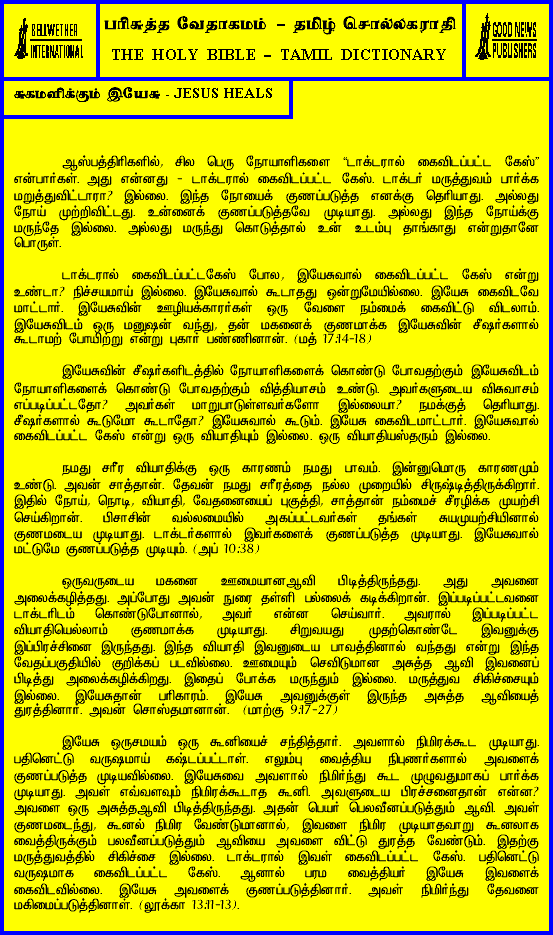 BELLWETHER
INTERNATIONAL
பரிசுத்த வேதாகமம் – தமிழ் சொல்லகராதி
THE HOLY BIBLE – TAMIL DICTIONARY
GOOD NEWS
PUBLISHERS
சுகமளிக்கும் இயேசு - JESUS HEALS
ஆஸ்பத்திரிகளில், சில பெரு நோயாளிகளை “டாக்டரால் கைவிடப்பட்ட கேஸ்”
என்பார்கள். அது என்னது - டாக்டரால் கைவிடப்பட்ட கேஸ். டாக்டர் மருத்துவம் பார்க்க
மறுத்துவிட்டாரா? இல்லை. இந்த நோயைக் குணப்படுத்த எனக்கு தெரியாது. அல்லது
நோய் முற்றிவிட்டது. உன்னைக் குணப்படுத்தவே முடியாது. அல்லது இந்த நோய்க்கு
மருந்தே இல்லை. அல்லது மருந்து கொடுத்தால் உன் உடம்பு தாங்காது என்றுதானே
பொருள்.
டாக்டரால் கைவிடப்பட்டகேஸ் போல, இயேசுவால் கைவிடப்பட்ட கேஸ் என்று
உண்டா? நிச்சயமாய் இல்லை. இயேசுவால் கூடாதது ஒன்றுமேயில்லை. இயேசு கைவிடவே
மாட்டார். இயேசுவின் ஊழியக்காரர்கள் ஒரு வேளை நம்மைக் கைவிட்டு விடலாம்.
இயேசுவிடம் ஒரு மனுஷன் வந்து, தன் மகனைக் குணமாக்க இயேசுவின் சீஷர்களால்
கூடாமற் போயிற்று என்று புகார் பண்ணினான். (மத் 17:14-18)
இயேசுவின் சீஷர்களிடத்தில் நோயாளிகளைக் கொண்டு போவதற்கும் இயேசுவிடம்
நோயாளிகளைக் கொண்டு போவதற்கும் வித்தியாசம் உண்டு. அவர்களுடைய விசுவாசம்
எப்படிப்பட்டதோ? அவர்கள் மாறுபாடுள்ளவர்களோ இல்லையா? நமக்குத் தெரியாது.
சீஷர்களால் கூடுமோ கூடாதோ? இயேசுவால் கூடும். இயேசு கைவிடமாட்டார். இயேசுவால்
கைவிடப்பட்ட கேஸ் என்று ஒரு வியாதியும் இல்லை. ஒரு வியாதியஸ்தரும் இல்லை.
நமது சரீர வியாதிக்கு ஒரு காரணம் நமது பாவம். இன்னுமொரு காரணமும்
உண்டு. அவன் சாத்தான். தேவன் நமது சரீரத்தை நல்ல முறையில் சிருஷ்டித்திருக்கிறார்.
இதில் நோய், நொடி, வியாதி, வேதனையைப் புகுத்தி, சாத்தான் நம்மைச் சீரழிக்க முயற்சி
செய்கிறான். பிசாசின் வல்லமையில் அகப்பட்டவர்கள் தங்கள் சுயமுயற்சியினால்
குணமடைய முடியாது. டாக்டர்களால் இவர்களைக் குணப்படுத்த முடியாது. இயேசுவால்
மட்டுமே குணப்படுத்த முடியும். (அப் 10:38)
ஒருவருடைய மகனை ஊமையானஆவி பிடித்திருந்தது. அது அவனை
அலைக்கழித்தது. அப்போது அவன் நுரை தள்ளி பல்லைக் கடிக்கிறான். இப்படிப்பட்டவனை
டாக்டரிடம் கொண்டுபோனால், அவர் என்ன செய்வார். அவரால் இப்படிப்பட்ட
வியாதியெல்லாம் குணமாக்க முடியாது. சிறுவயது முதற்கொண்டே இவனுக்கு
இப்பிரச்சினை இருந்தது. இந்த வியாதி இவனுடைய பாவத்தினால் வந்தது என்று இந்த
வேதப்பகுதியில் குறிக்கப் படவில்லை. ஊமையும் செவிடுமான அசுத்த ஆவி இவனைப்
பிடித்து அலைக்கழிக்கிறது. இதைப் போக்க மருந்தும் இல்லை. மருத்துவ சிகிச்சையும்
இல்லை. இயேசுதான் பரிகாரம். இயேசு அவனுக்குள் இருந்த அசுத்த ஆவியைத்
துரத்தினார். அவன் சொஸ்தமானான். (மாற்கு 9:17-27)
இயேசு ஒருசமயம் ஒரு கூனியைச் சந்தித்தார். அவளால் நிமிரக்கூட முடியாது.
பதினெட்டு வருஷமாய் கஷ்டப்பட்டாள். எலும்பு வைத்திய நிபுணர்களால் அவளைக்
குணப்படுத்த முடியவில்லை. இயேசுவை அவளால் நிமிர்ந்து கூட முழுவதுமாகப் பார்க்க
முடியாது. அவள் எவ்வளவும் நிமிரக்கூடாத கூனி. அவளுடைய பிரச்சனைதான் என்ன?
அவளை ஒரு அசுத்தஆவி பிடித்திருந்தது. அதன் பெயர் பெலவீனப்படுத்தும் ஆவி. அவள்
குணமடைந்து, கூனல் நிமிர வேண்டுமானால், இவளை நிமிர முடியாதவாறு கூனலாக
வைத்திருக்கும் பலவீனப்படுத்தும் ஆவியை அவளை விட்டு துரத்த வேண்டும். இதற்கு
மருத்துவத்தில் சிகிச்சை இல்லை. டாக்டரால் இவள் கைவிடப்பட்ட கேஸ். பதினெட்டு
வருஷமாக கைவிடப்பட்ட கேஸ். ஆனால் பரம வைத்தியர் இயேசு இவளைக்
கைவிடவில்லை. இயேசு அவளைக் குணப்படுத்தினார். அவள் நிமிர்ந்து தேவனை
மகிமைப்படுத்தினாள். (லூக்கா 13:11-13).